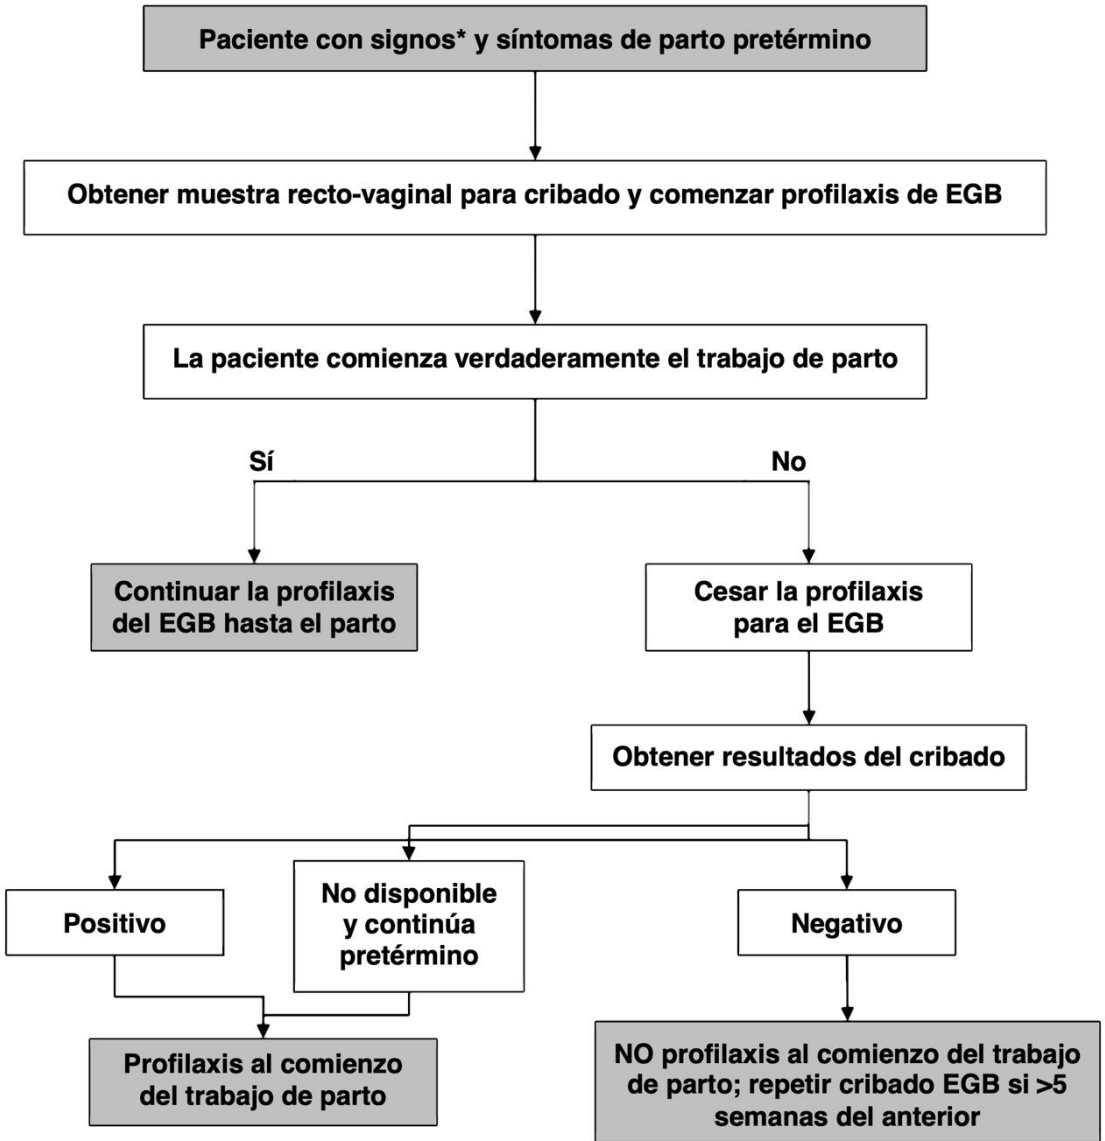 Paciente con signos* y síntomas de parto pretérmino
Obtener muestra recto-vaginal para cribado y comenzar profilaxis de EGB
La paciente comienza verdaderamente el trabajo de parto
Sí
No
Continuar la profilaxis
del EGB hasta el parto
Cesar la profilaxis
para el EGB
Obtener resultados del cribado
Positivo
No disponible
y continúa
pretérmino
Negativo
Profilaxis al comienzo
del trabajo de parto
NO profilaxis al comienzo del trabajo
de parto; repetir cribado EGB si >5
semanas del anterior